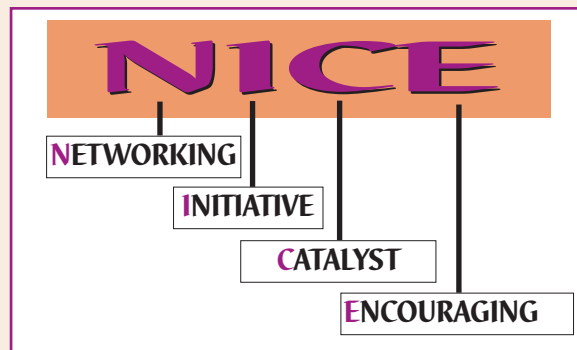 NICE
NETWORKING
INITIATIVE
CATALYST
ENCOURAGING